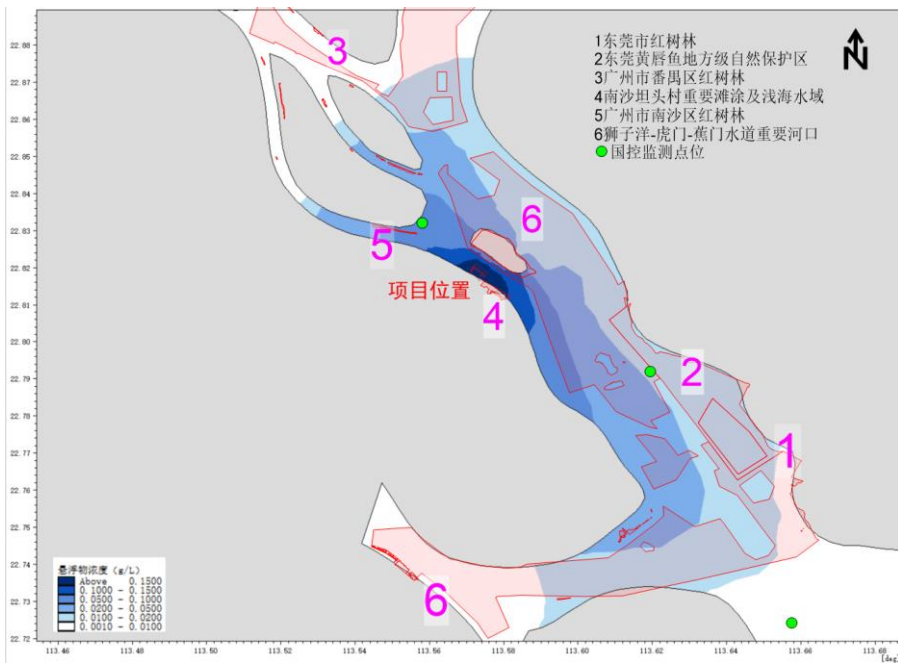 1东莞市红树林
2东莞黄唇鱼地方级自然保护区
3广州市番禺区红树林
4南沙坦头村重要滩涂及浅海水域
5广州市南沙区红树林
6狮子洋-虎门-蕉门水道重要河口
国控监测点位
N
3
6
5
项目位置
4
2
1
6
22.88
22.87
22.86
22.85
22.84
22.83
22.82
22.81
22.80
22.79
22.78
22.77
22.76
22.75
22.74
22.73
22.72
悬浮物浓度（g/L）
Above 0.1500
0.1000 - 0.1500
0.0500 - 0.1000
0.0200 - 0.0500
0.0100 - 0.0200
0.0010 - 0.0100
113.46 113.48 113.50 113.52 113.54 113.56 113.58 113.60 113.62 113.64 113.66 113.68
[deg]